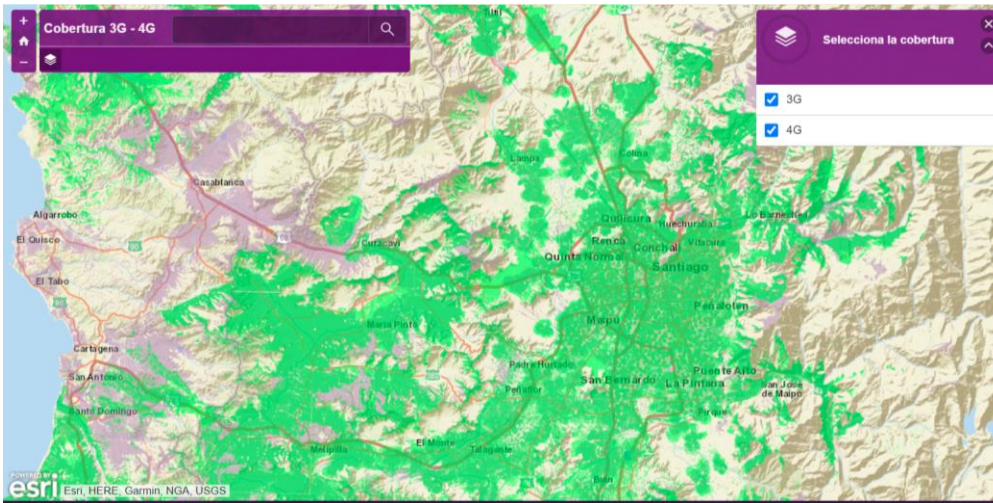 Cobertura 3G - 4G
Selecciona la cobertura
3G
4G
Tiltil
Lampa
Colina
Casablanca
Algarrobo
El Quisco
El Tabo
Curacaví
Quilicura
Huechuraba
Lo Barnechea
Renca
Conchalí
Vitacura
Quinta Normal
Santiago
Maipú
Peñalolén
María Pinto
Cartagena
San Antonio
Santo Domingo
Padre Hurtado
Peñaflor
San Bernardo
La Pintana
Puente Alto
San José
de Maipo
Pirque
El Monte
Talagante
Melipilla
Buin
POWERED BY
esri
Esri, HERE, Garmin, NGA, USGS